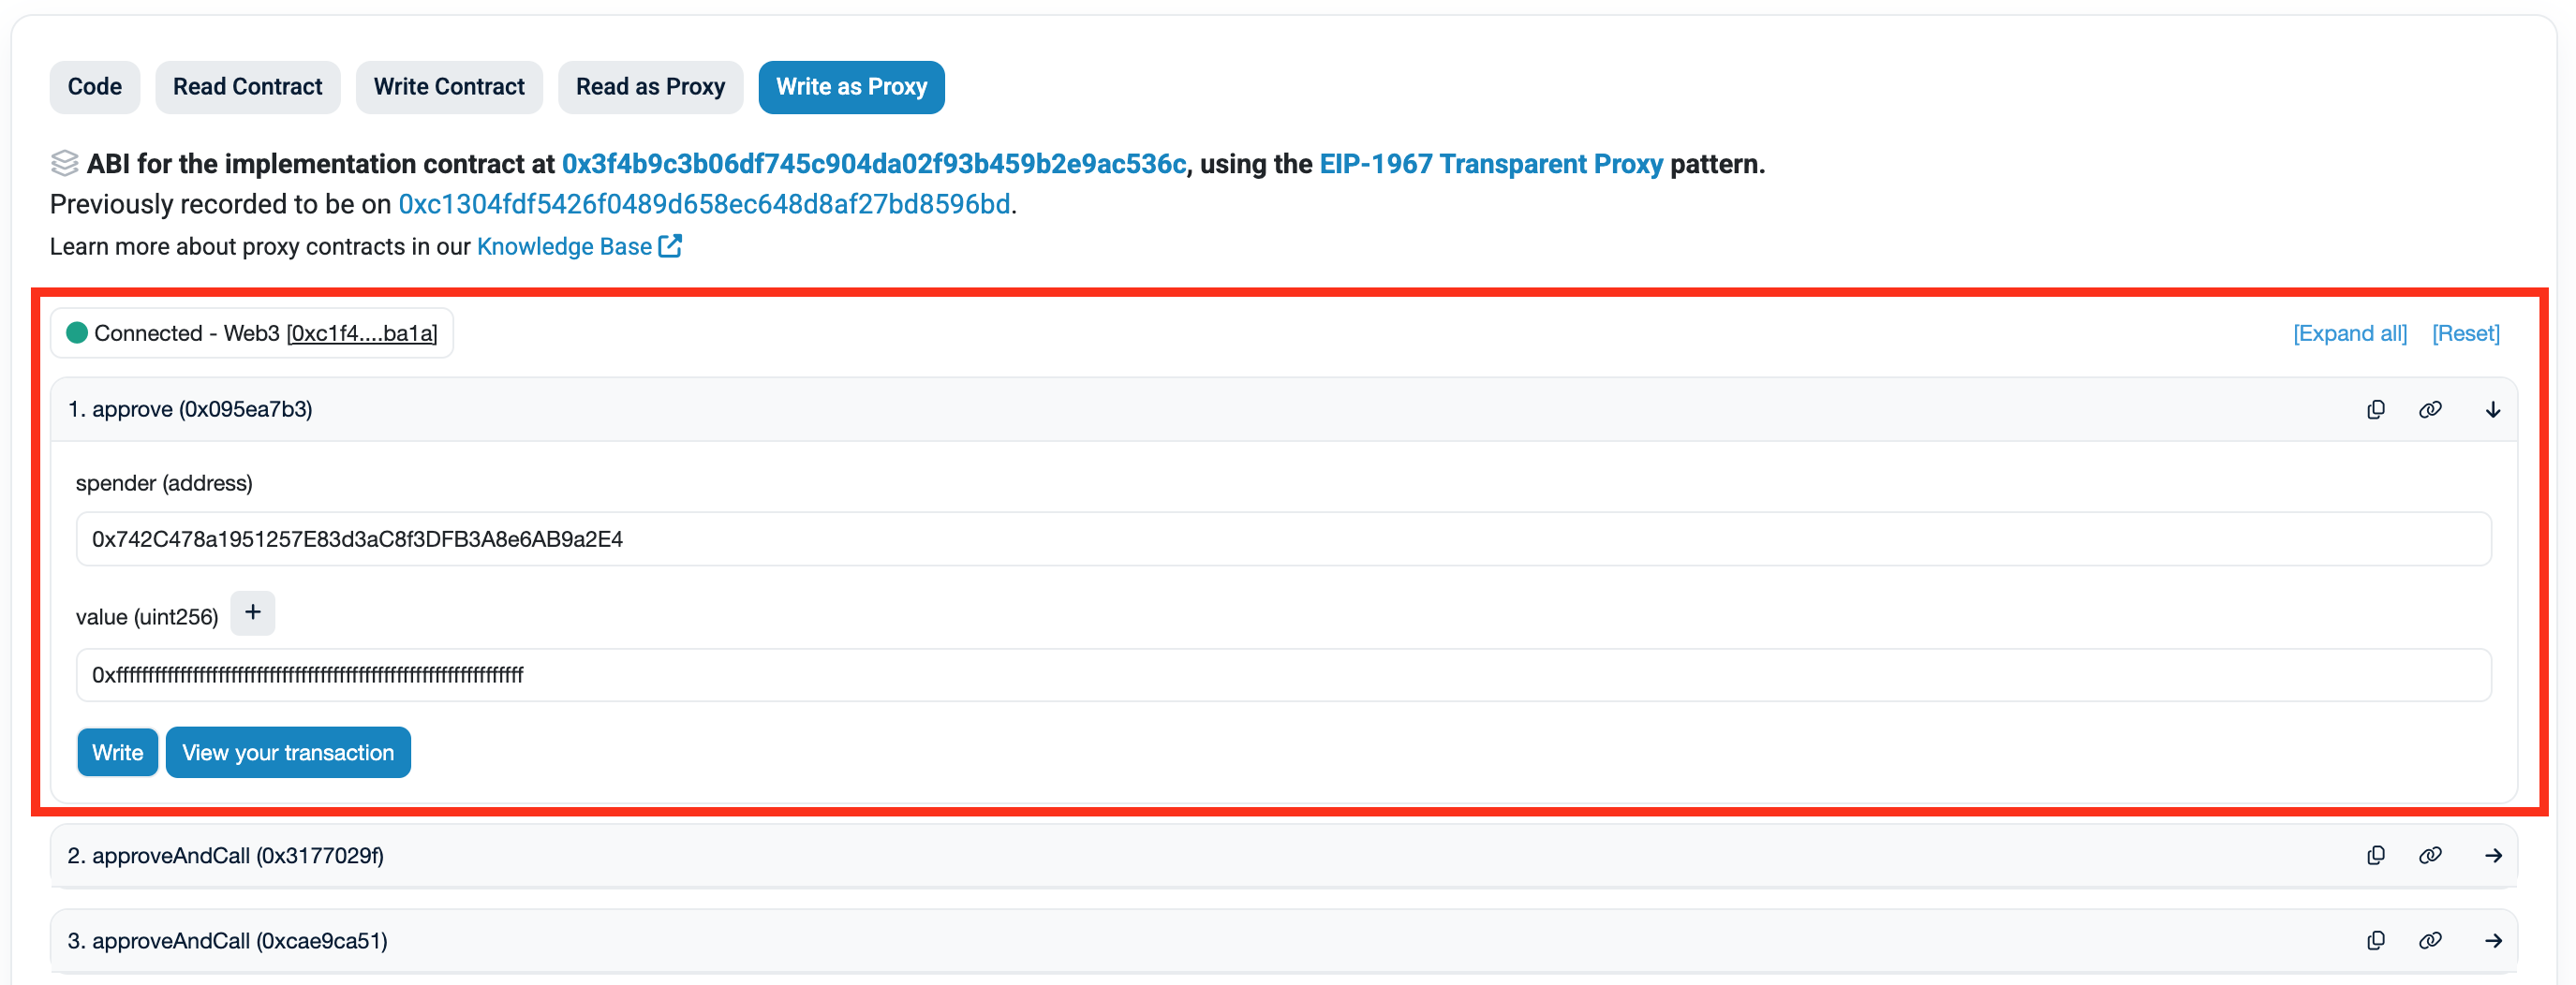 Code Read Contract Write Contract Read as Proxy Write as Proxy
ABI for the implementation contract at 0x3f4b9c3b06df745c904da02f93b459b2e9ac536c, using the EIP-1967 Transparent Proxy pattern.
Previously recorded to be on 0xc1304fdf5426f0489d658ec648d8af27bd8596bd.
Learn more about proxy contracts in our Knowledge Base
Connected - Web3 [0xc1f4....ba1a] [Expand all] [Reset]
1. approve (0x095ea7b3)
spender (address)
0x742C478a1951257E83d3aC8f3DFB3A8e6AB9a2E4
value (uint256) +
0xffffffffffffffffffffffffffffffffffffffffffffffffffffffffffffffff
Write View your transaction
2. approveAndCall (0x3177029f)
3. approveAndCall (0xcae9ca51)